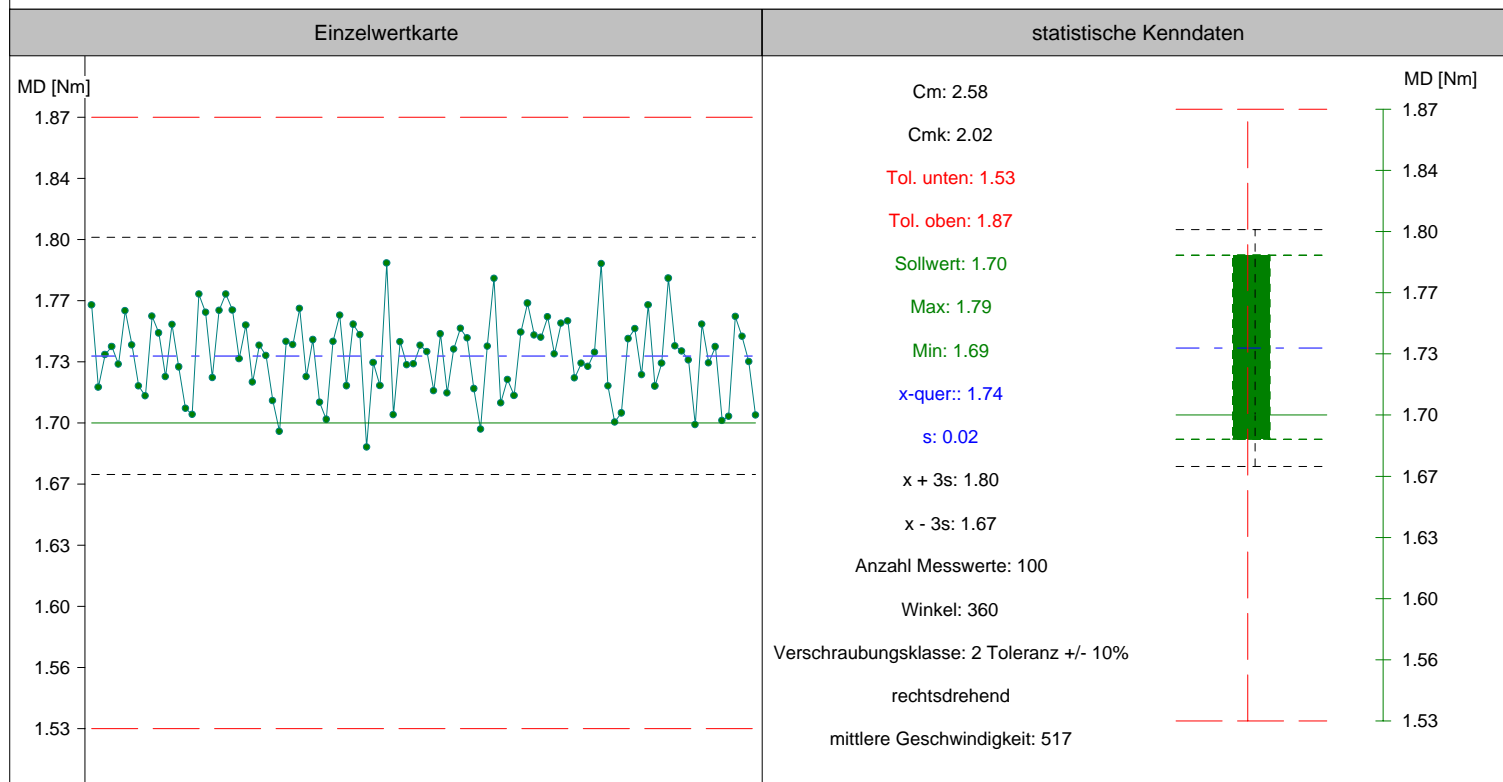 Einzelwertkarte
statistische Kenndaten
MD [Nm]
1.87
1.84
1.80
1.77
1.73
1.70
1.67
1.63
1.60
1.56
1.53
Cm: 2.58
Cmk: 2.02
Tol. unten: 1.53
Tol. oben: 1.87
Sollwert: 1.70
Max: 1.79
Min: 1.69
x-quer:: 1.74
s: 0.02
x + 3s: 1.80
x - 3s: 1.67
Anzahl Messwerte: 100
Winkel: 360
Verschraubungsklasse: 2 Toleranz +/- 10%
rechtsdrehend
mittlere Geschwindigkeit: 517
MD [Nm]
1.87
1.84
1.80
1.77
1.73
1.70
1.67
1.63
1.60
1.56
1.53